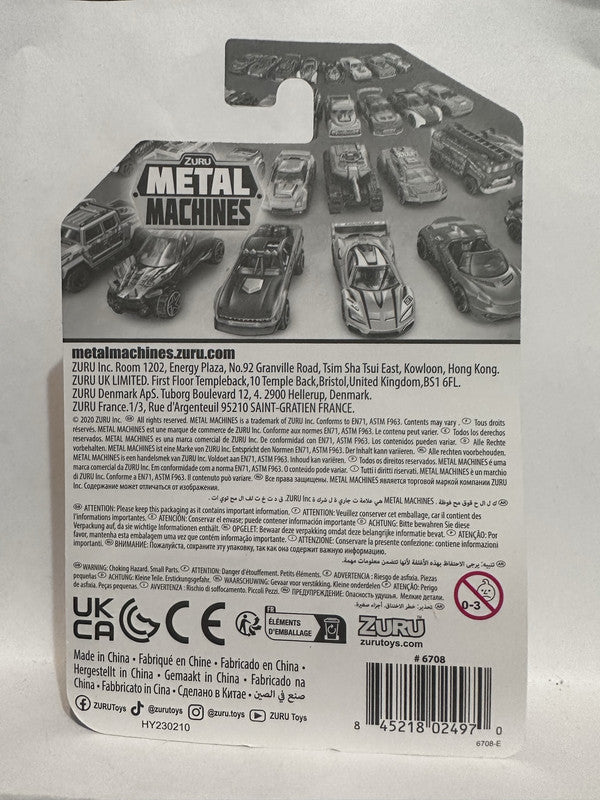 ZURU
METAL
MACHINES
metalmachines.zuru.com
ZURU Inc. Room 1202, Energy Plaza, No.92 Granville Road, Tsim Sha Tsui East, Kowloon, Hong Kong.
ZURU UK LIMITED. First Floor Templeback,10 Temple Back,Bristol,United Kingdom,BS1 6FL.
ZURU Denmark ApS. Tuborg Boulevard 12, 4. 2900 Hellerup, Denmark.
ZURU France.1/3, Rue d'Argenteuil 95210 SAINT-GRATIEN FRANCE.
© 2020 ZURU Inc. All rights reserved. METAL MACHINES is a trademark of ZURU Inc. Conforms to EN71, ASTM F963. Contents may vary. Tous droits
réservés. METAL MACHINES est une marque de commerce de ZURU Inc. Conforme aux normes EN71, ASTM F963. Le contenu peut varier. Todos los derechos
reservados. METAL MACHINES es una marca comercial de ZURU Inc. De conformidad con EN71, ASTM F963. Los contenidos pueden variar. Alle Rechte
vorbehalten. METAL MACHINES ist eine Marke von ZURU Inc. Entspricht den Normen EN71, ASTM F963. Der Inhalt kann variieren. Alle rechten voorbehouden.
METAL MACHINES is een handelsmerk van ZURU Inc. Voldoet aan EN71, ASTM F963. Inhoud kan variëren. Todos os direitos reservados. METAL MACHINES é uma
marca comercial da ZURU Inc. Em conformidade com a norma EN71, ASTM F963. O conteúdo pode variar. Tutti i diritti riservati. METAL MACHINES è un marchio
di ZURU Inc. Conforme a EN71, ASTM F963. Il contenuto può variare. Все права защищены. METAL MACHINES является торговой маркой компании ZURU
Inc. Содержание может отличаться от изображения.
METAL MACHINES ZURU Inc.
ATTENTION: Please keep this packaging as it contains important information. ATTENTION: Veuillez conserver cet emballage, car il contient des
l'informations importantes. ATENCIÓN: Conservar el envase; puede contener información importante ACHTUNG: Bitte bewahren Sie diese
Verpackung auf, da sie wichtige Informationen enthält. OPGELET: Bewaar deze verpakking omdat deze belangrijke informatie bevat. ATENÇÃO: Por
favor, mantenha esta embalagem uma vez que contém informação importante. ATTENZIONE: Conservare la presente confezione: contiene informazioni
importanti. ВНИМАНИЕ: Пожалуйста, сохраните эту упаковку, так как она содержит важную информацию.
تنبيه: يرجى الاحتفاظ بهذه الأغلفة لأنها تتضمن معلومات مهمة.
WARNING: Choking Hazard. Small Parts. ATTENTION: Danger d'étouffement. Petits éléments. ADVERTENCIA : Riesgo de asfixia. Piezas
pequeñas ACHTUNG: Kleine Teile. Erstickungsgefahr. WAARSCHUWING: Gevaar voor verstikking. Kleine onderdelen ATENÇÃO: Perigo
de asfixia. Peças pequenas. AVVERTENZA : Rischio di soffocamento. Piccoli Pezzi. ПРЕДУПРЕЖДЕНИЕ: Опасность удушья. Мелкие детали.
تحذير: خطر الاختناق. أجزاء صغيرة.
0-3
UK
CA
CE
FR
ÉLÉMENTS
D'EMBALLAGE
ZURU
zurutoys.com
Made in China • Fabriqué en Chine • Fabricado en China •
Hergestellt in China • Gemaakt in China • Fabricado na
China • Fabbricato in Cina • Сделано в Китае • صنع في الصين
ZURUToys @zurutoys @zuru.toys ZURU Toys
HY230210
# 6708
8 45218 02497 0
6708-E